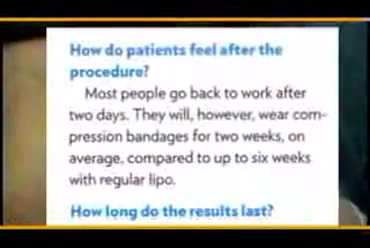 How do patients feel after the
procedure?
Most people go back to work after
two days. They will, however, wear com-
pression bandages for two weeks, on
average, compared to up to six weeks
with regular lipo.
How long do the results last?